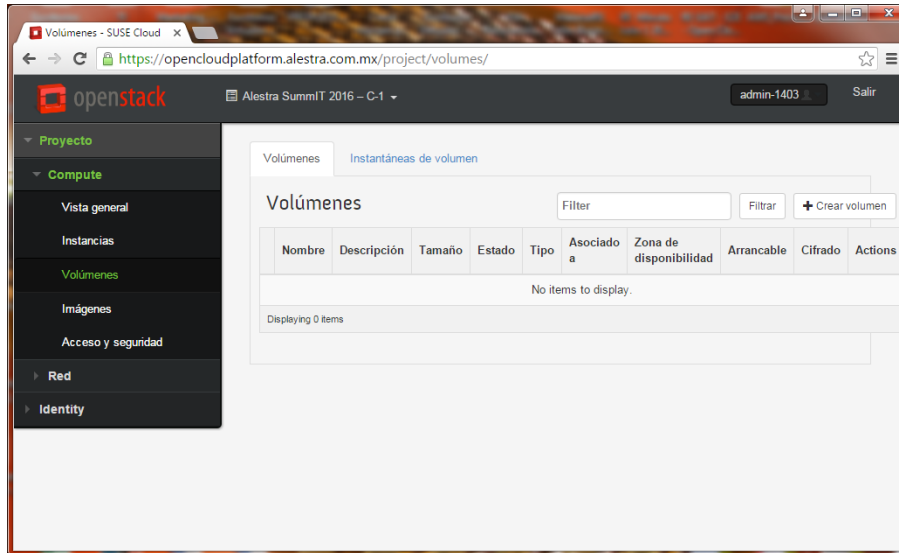 Volúmenes - SUSE Cloud
https://opencloudplatform.alestra.com.mx/project/volumes/
openstack
Alestra SummIT 2016 – C-1
admin-1403
Salir
Proyecto
Compute
Vista general
Instancias
Volúmenes
Imágenes
Acceso y seguridad
Red
Identity
Volúmenes
Instantáneas de volumen
Volúmenes
Filter
Filtrar
Crear volumen
Nombre Descripción Tamaño Estado Tipo Asociado a Zona de disponibilidad Arrancable Cifrado Actions
No items to display.
Displaying 0 items